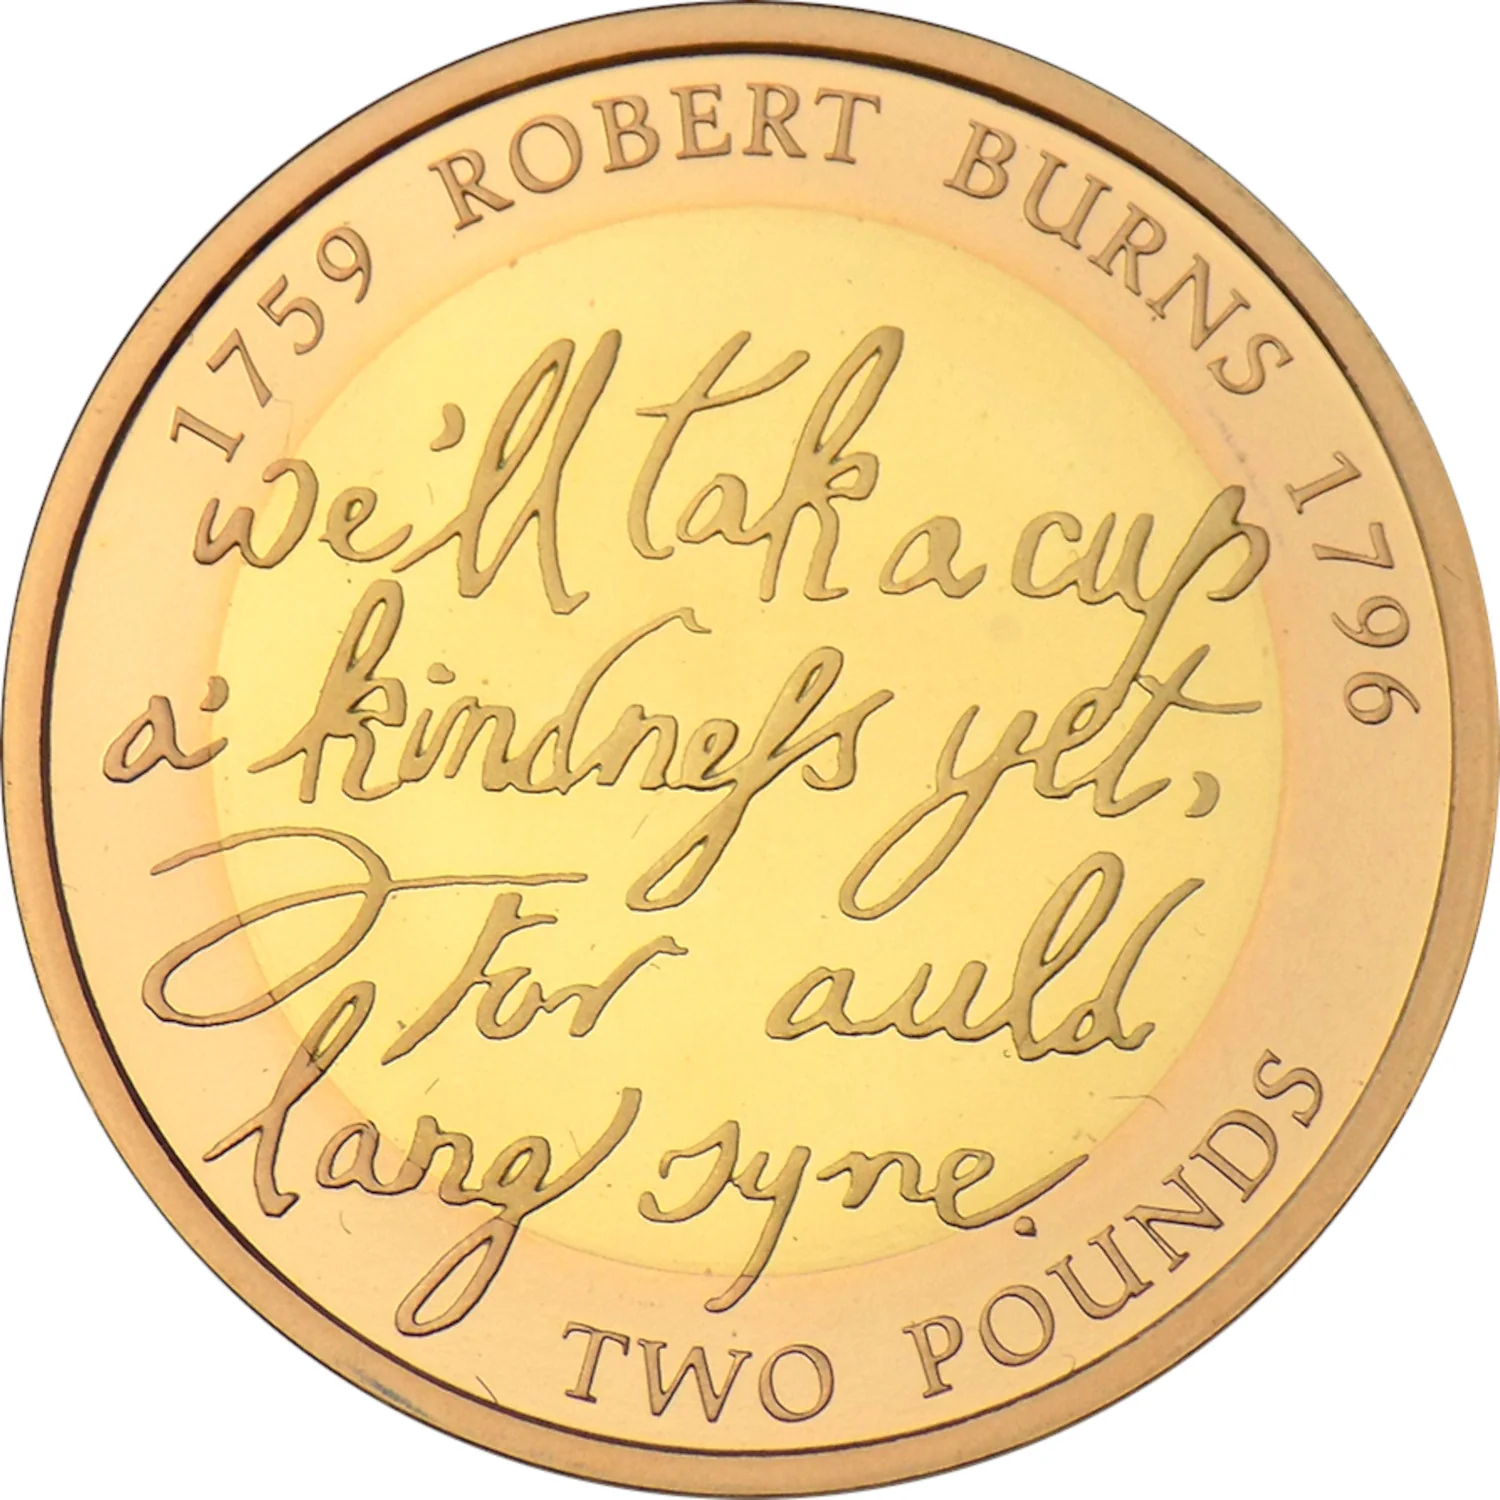 1759 ROBERT BURNS 1796
we'll tak a cup
a' kindneſs yet,
For auld
lang syne.
TWO POUNDS